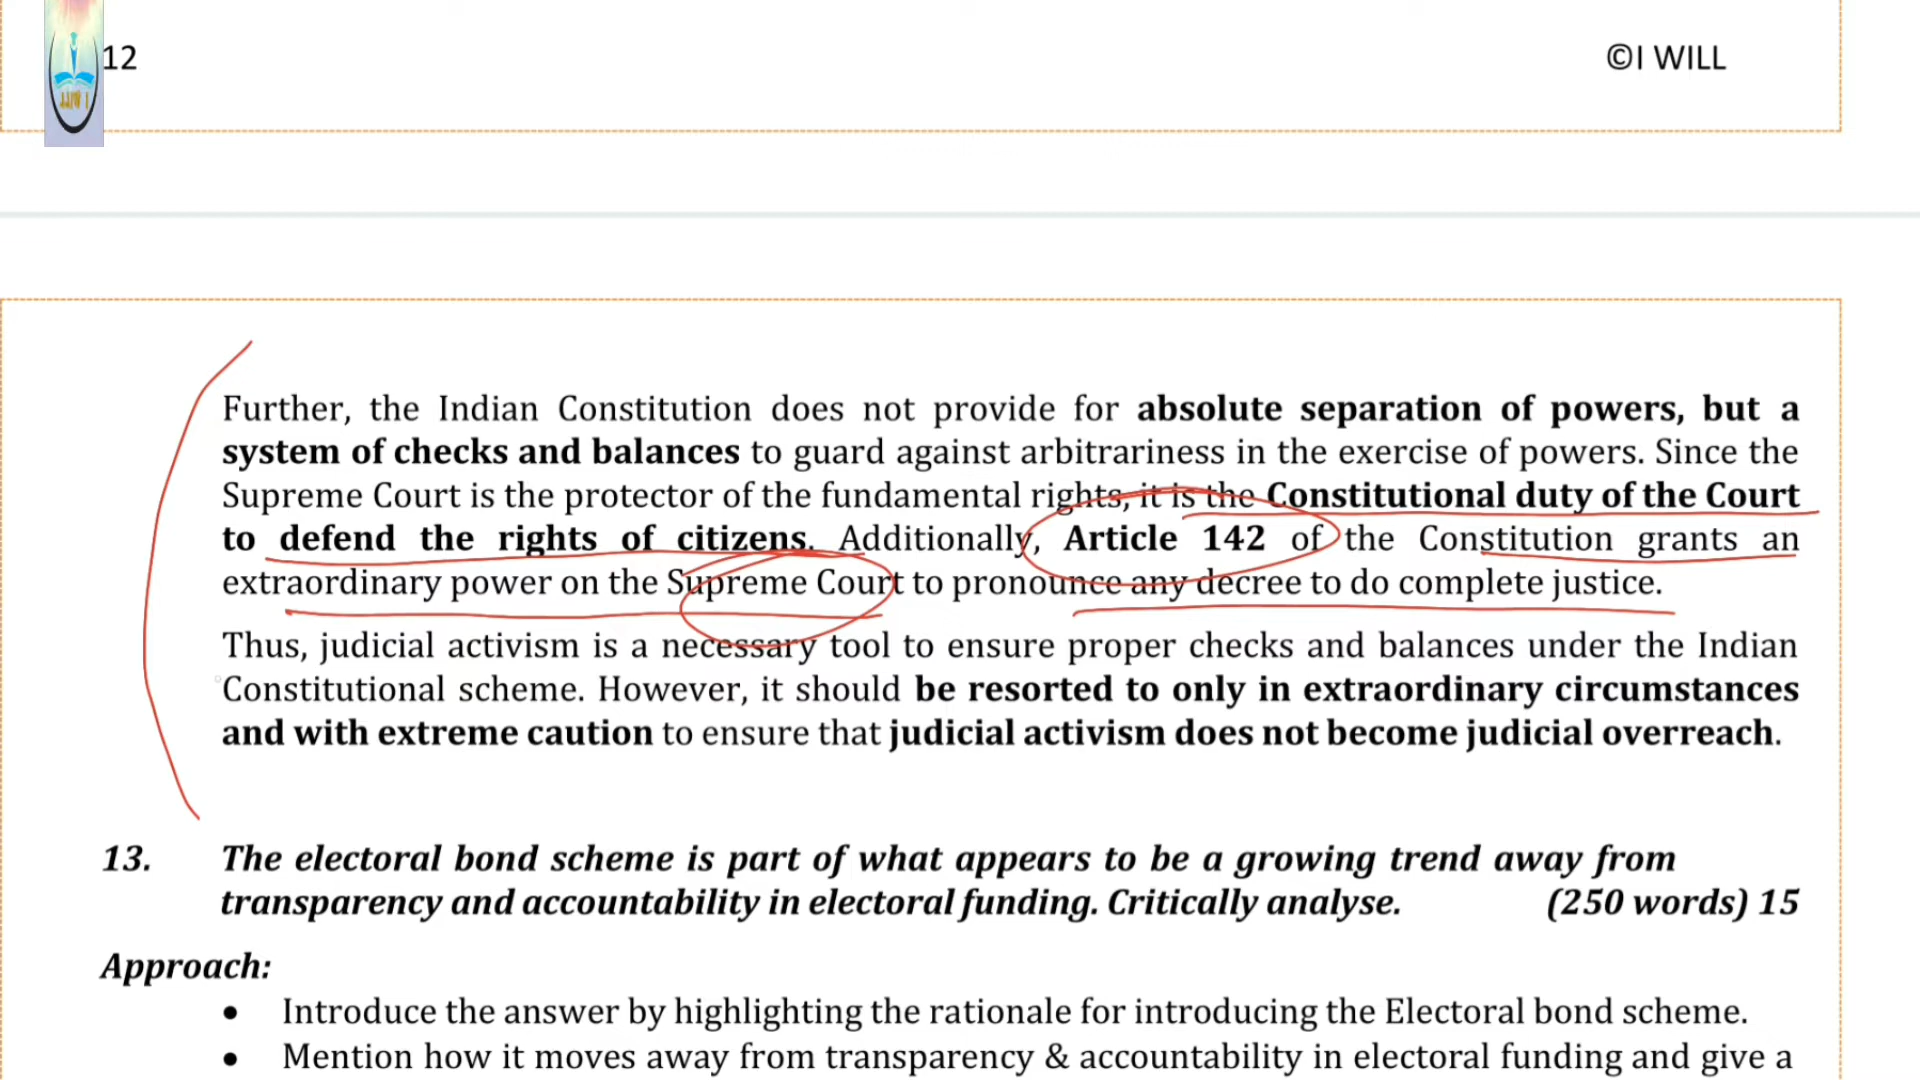 12
©I WILL
Further, the Indian Constitution does not provide for absolute separation of powers, but a
system of checks and balances to guard against arbitrariness in the exercise of powers. Since the
Supreme Court is the protector of the fundamental rights, it is the Constitutional duty of the Court
to defend the rights of citizens. Additionally, Article 142 of the Constitution grants an
extraordinary power on the Supreme Court to pronounce any decree to do complete justice.
Thus, judicial activism is a necessary tool to ensure proper checks and balances under the Indian
Constitutional scheme. However, it should be resorted to only in extraordinary circumstances
and with extreme caution to ensure that judicial activism does not become judicial overreach.
13. The electoral bond scheme is part of what appears to be a growing trend away from
transparency and accountability in electoral funding. Critically analyse. (250 words) 15
Approach:
• Introduce the answer by highlighting the rationale for introducing the Electoral bond scheme.
• Mention how it moves away from transparency & accountability in electoral funding and give a